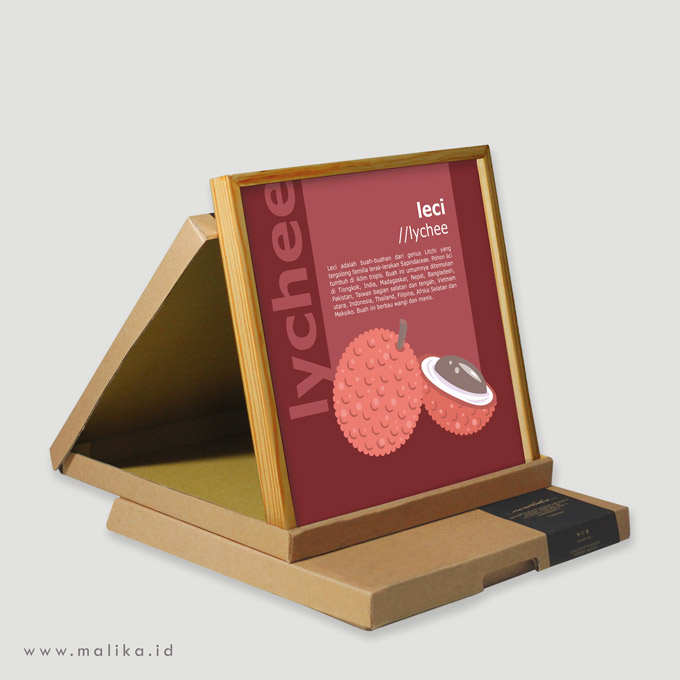 lychee
leci
//lychee
Leci adalah buah-buahan dari genus Litchi yang
tergolong familia lerak-lerakan Sapindaceae. Pohon lici
tumbuh di iklim tropis. Buah ini umumnya ditemukan
di Tiongkok, India, Madagaskar, Nepal, Bangladesh,
Pakistan, Taiwan bagian selatan dan tengah, Vietnam
utara, Indonesia, Thailand, Filipina, Afrika Selatan dan
Meksiko. Buah ini berbau wangi dan manis.
www.malika.id